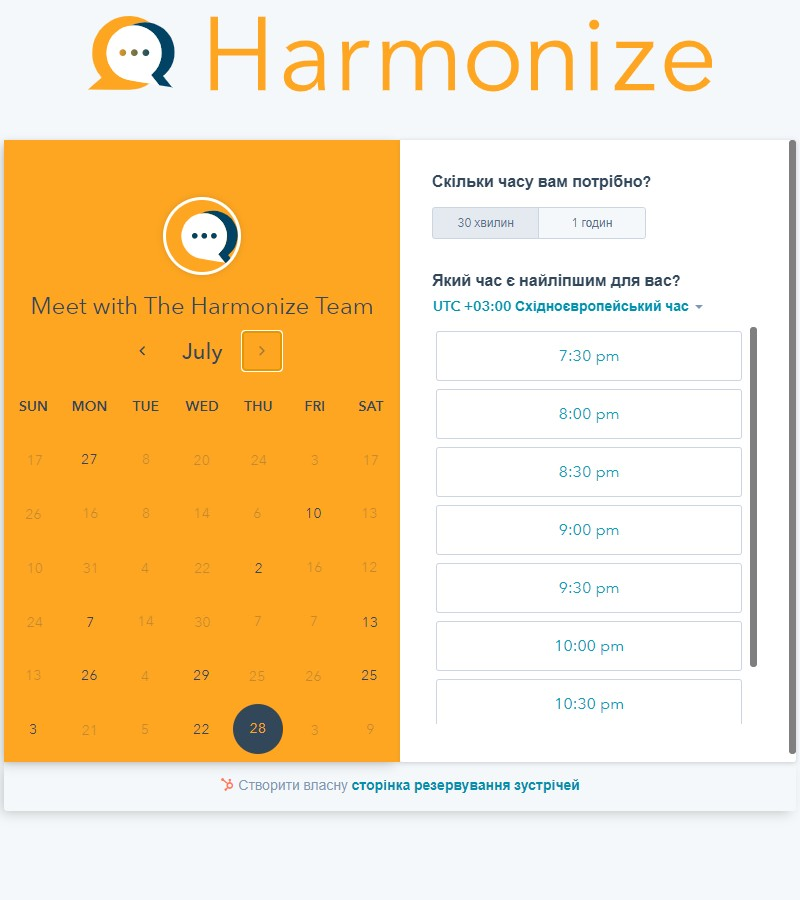 Harmonize
Meet with The Harmonize Team
July
SUN MON TUE WED THU FRI SAT
17 27 8 20 24 3 17
26 16 8 14 6 10 13
10 31 4 22 2 16 12
24 7 14 30 7 7 13
13 26 4 29 25 26 25
3 21 5 22 28 3 9
Скільки часу вам потрібно?
30 хвилин 1 годин
Який час є найліпшим для вас?
UTC +03:00 Східноєвропейський час
7:30 pm
8:00 pm
8:30 pm
9:00 pm
9:30 pm
10:00 pm
10:30 pm
Створити власну сторінка резервування зустрічей